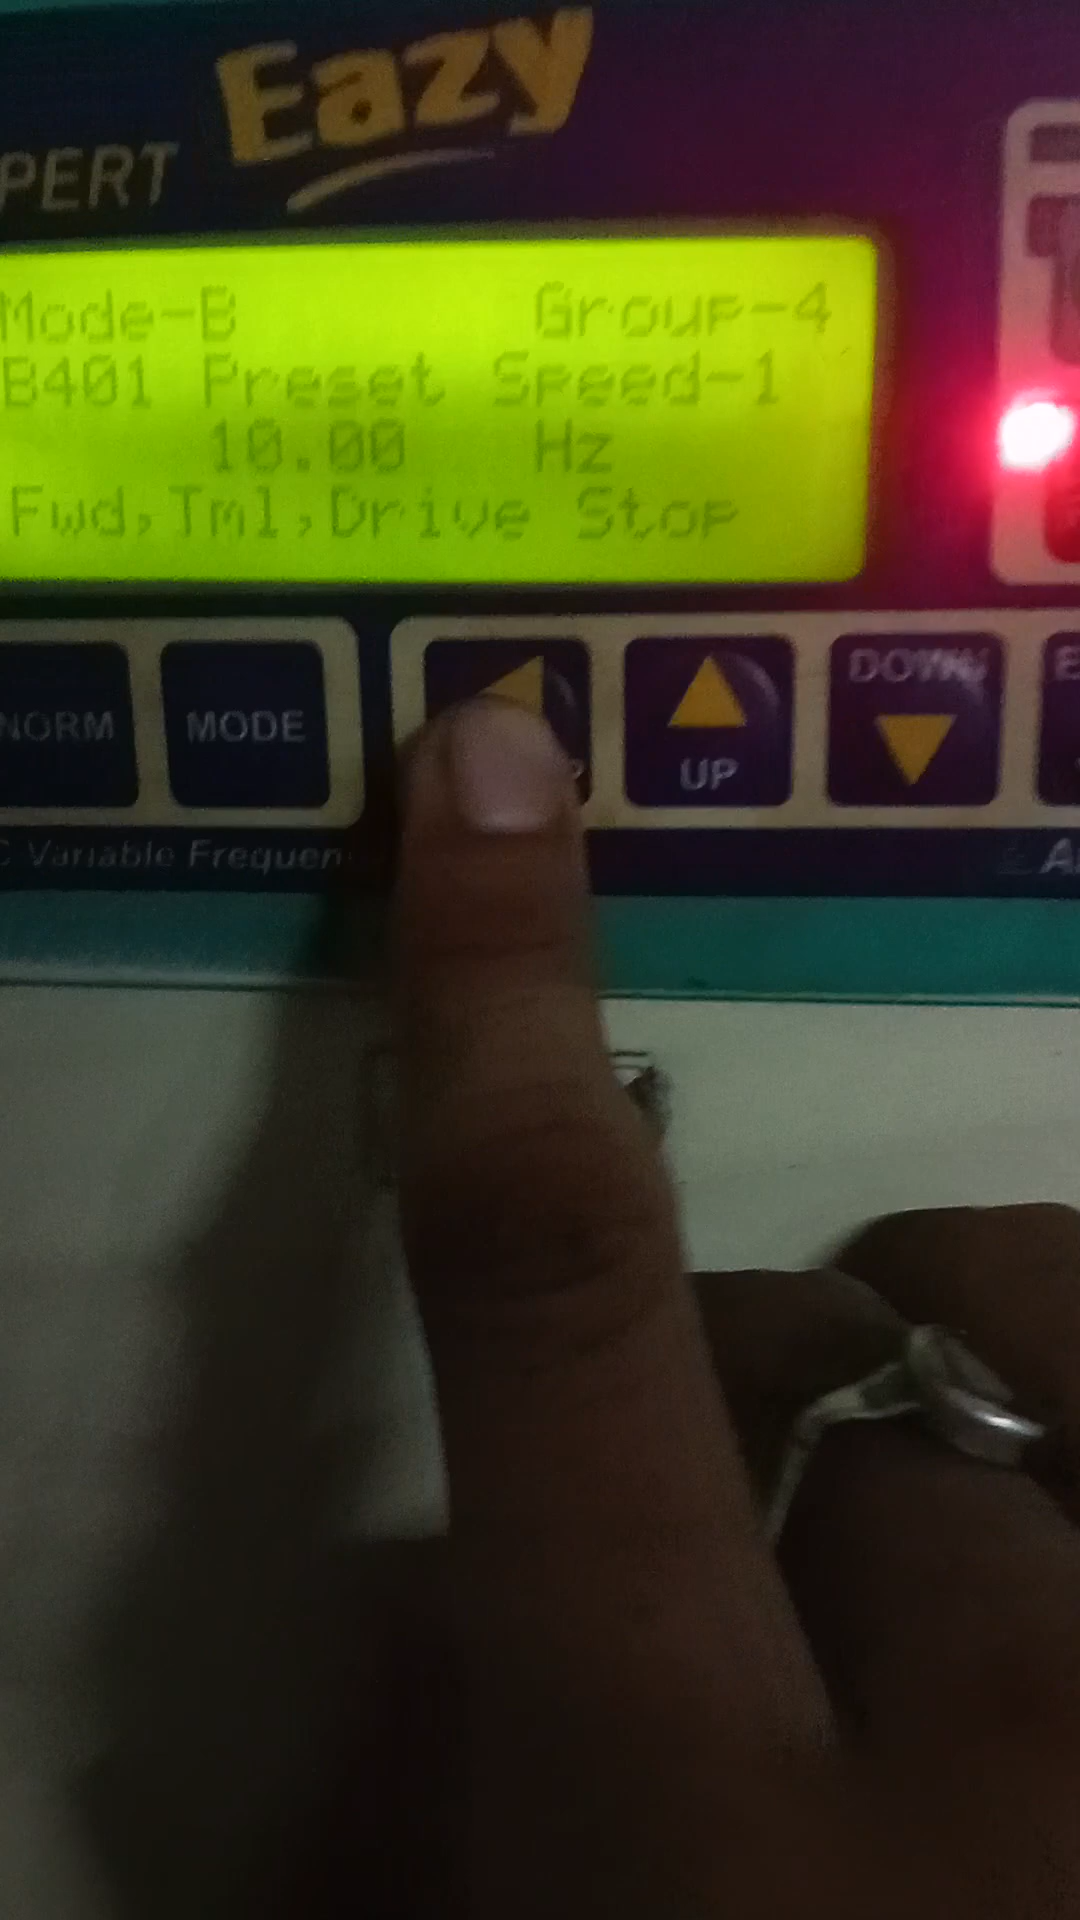 Eazy
PERT
Mode-B Group-4
B401 Preset Speed-1
10.00 Hz
Fwd,Tml,Drive Stop
NORM
MODE
UP
DOWN
C Variable Frequen